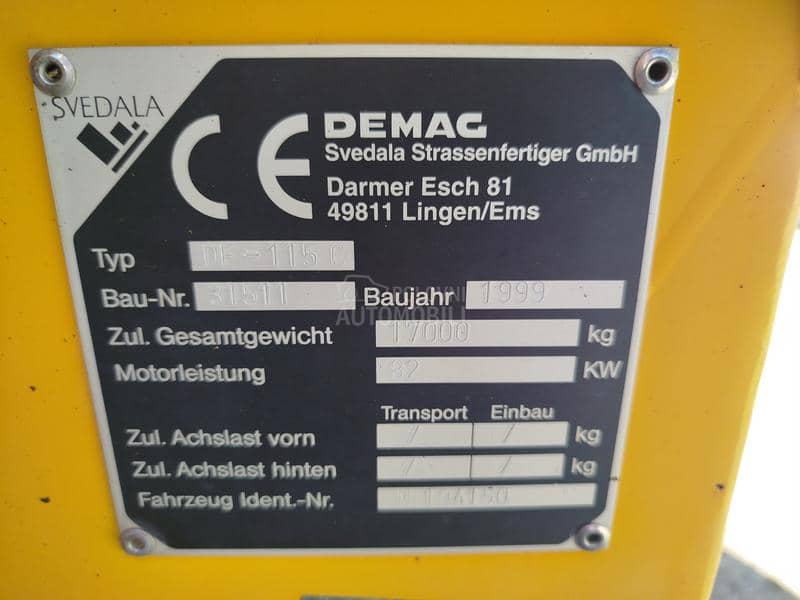 SVEDALA
CE
DEMAG
Svedala Strassenfertiger GmbH
Darmer Esch 81
49811 Lingen/Ems
Typ DF-115 C
Bau-Nr. 31511 Baujahr 1999
POLOVNI
AUTOMOBILI
Zul. Gesamtgewicht 17000 kg
Motorleistung KW
Transport Einbau
Zul. Achslast vorn / / kg
Zul. Achslast hinten / / kg
Fahrzeug Ident.-Nr.